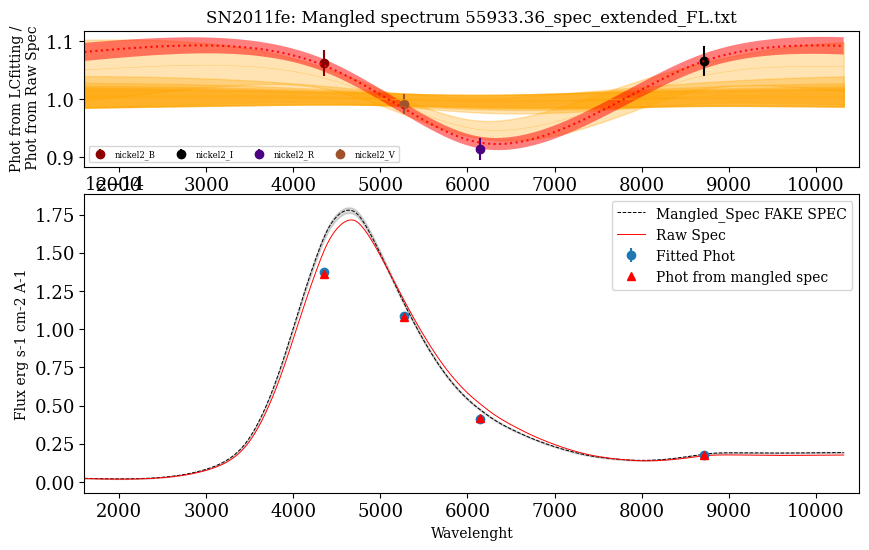 SN2011fe: Mangled spectrum 55933.36_spec_extended_FL.txt
Phot from LCfitting /
Phot from Raw Spec
1.1
1.0
0.9
nickel2_B
nickel2_I
nickel2_R
nickel2_V
2000 3000 4000 5000 6000 7000 8000 9000 10000
1e−14
Flux erg s-1 cm-2 A-1
1.75
1.50
1.25
1.00
0.75
0.50
0.25
0.00
Mangled_Spec FAKE SPEC
Raw Spec
Fitted Phot
Phot from mangled spec
2000 3000 4000 5000 6000 7000 8000 9000 10000
Wavelenght